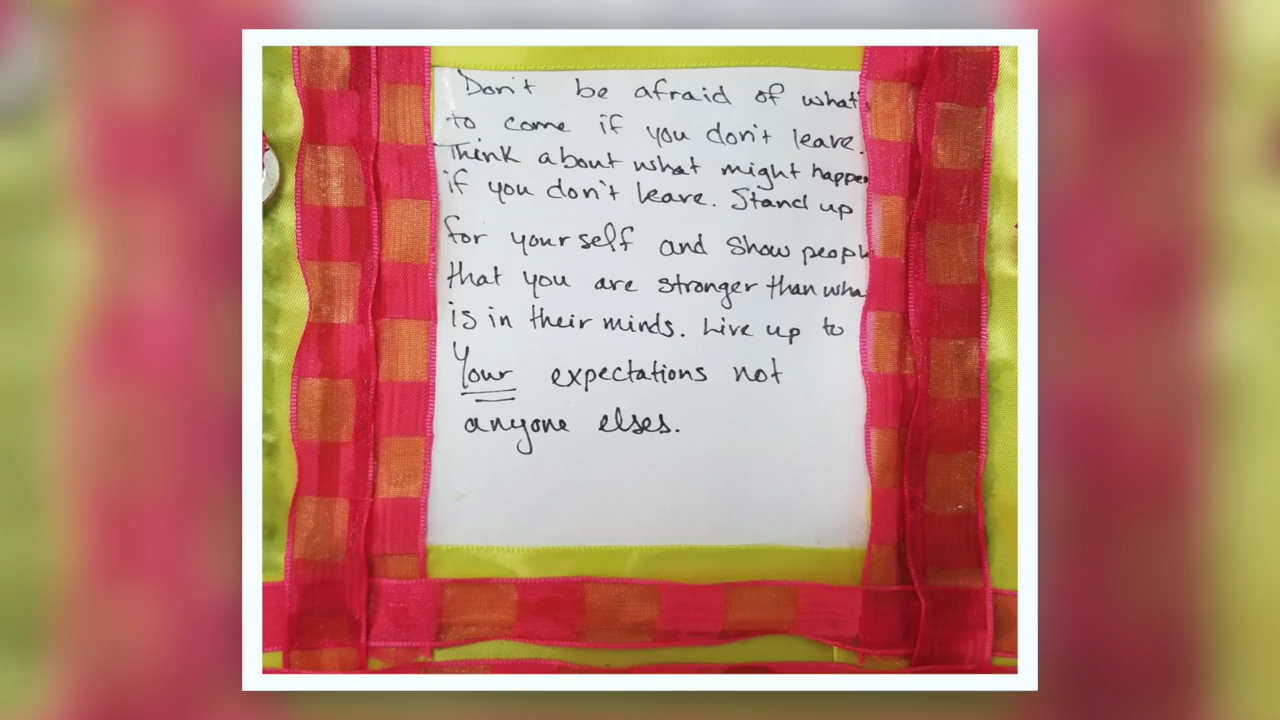 Don't be afraid of what
to come if you don't leave.
Think about what might happen
if you don't leave. Stand up
for yourself and show people
that you are stronger than what
is in their minds. Live up to
Your expectations not
anyone elses.